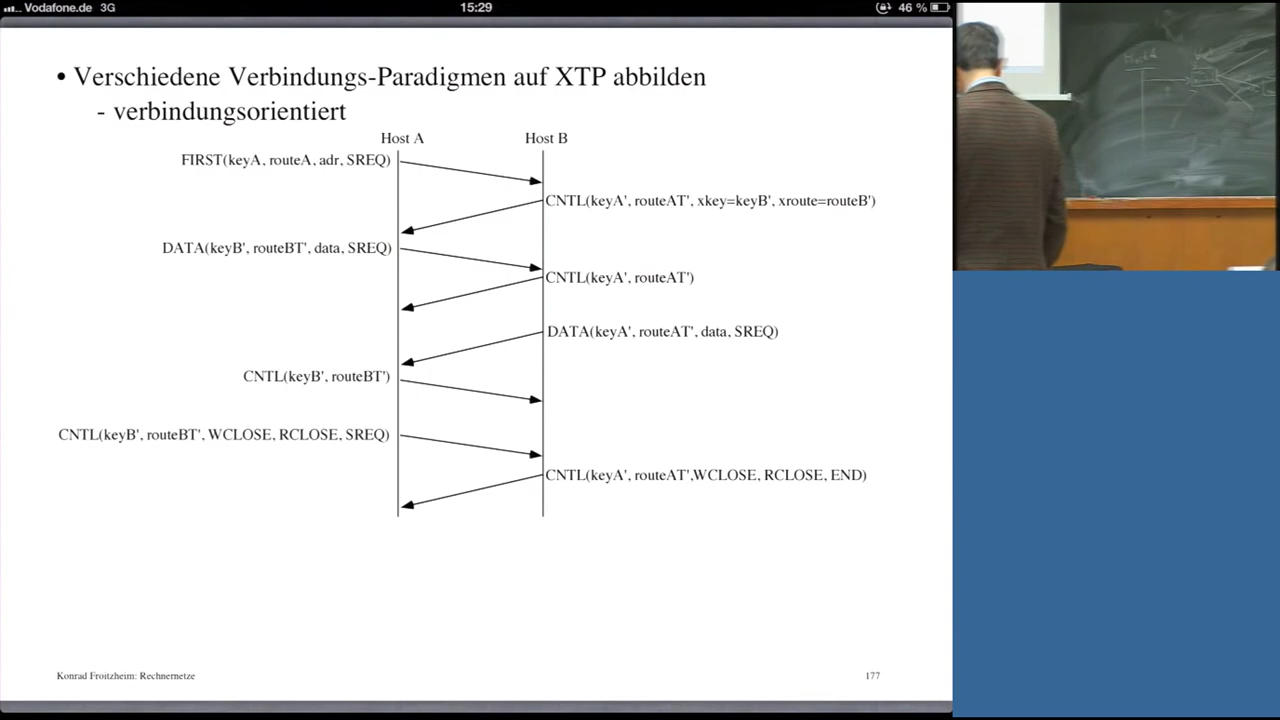 Vodafone.de 3G 15:29 46 %
• Verschiedene Verbindungs-Paradigmen auf XTP abbilden
- verbindungsorientiert
Host A Host B
FIRST(keyA, routeA, adr, SREQ)
CNTL(keyA', routeAT', xkey=keyB', xroute=routeB')
DATA(keyB', routeBT', data, SREQ)
CNTL(keyA', routeAT')
DATA(keyA', routeAT', data, SREQ)
CNTL(keyB', routeBT')
CNTL(keyB', routeBT', WCLOSE, RCLOSE, SREQ)
CNTL(keyA', routeAT',WCLOSE, RCLOSE, END)
Konrad Froitzheim: Rechnernetze 177